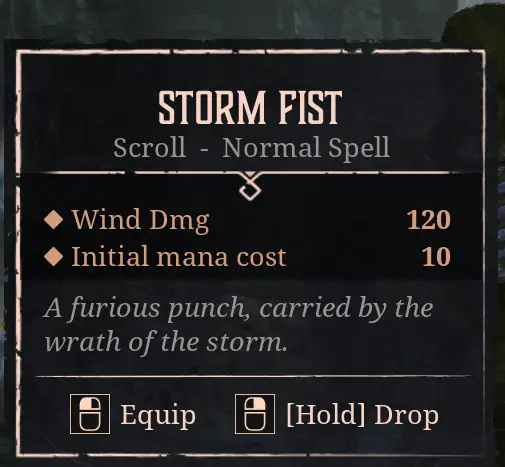 STORM FIST
Scroll - Normal Spell
Wind Dmg 120
Initial mana cost 10
A furious punch, carried by the
wrath of the storm.
Equip [Hold] Drop